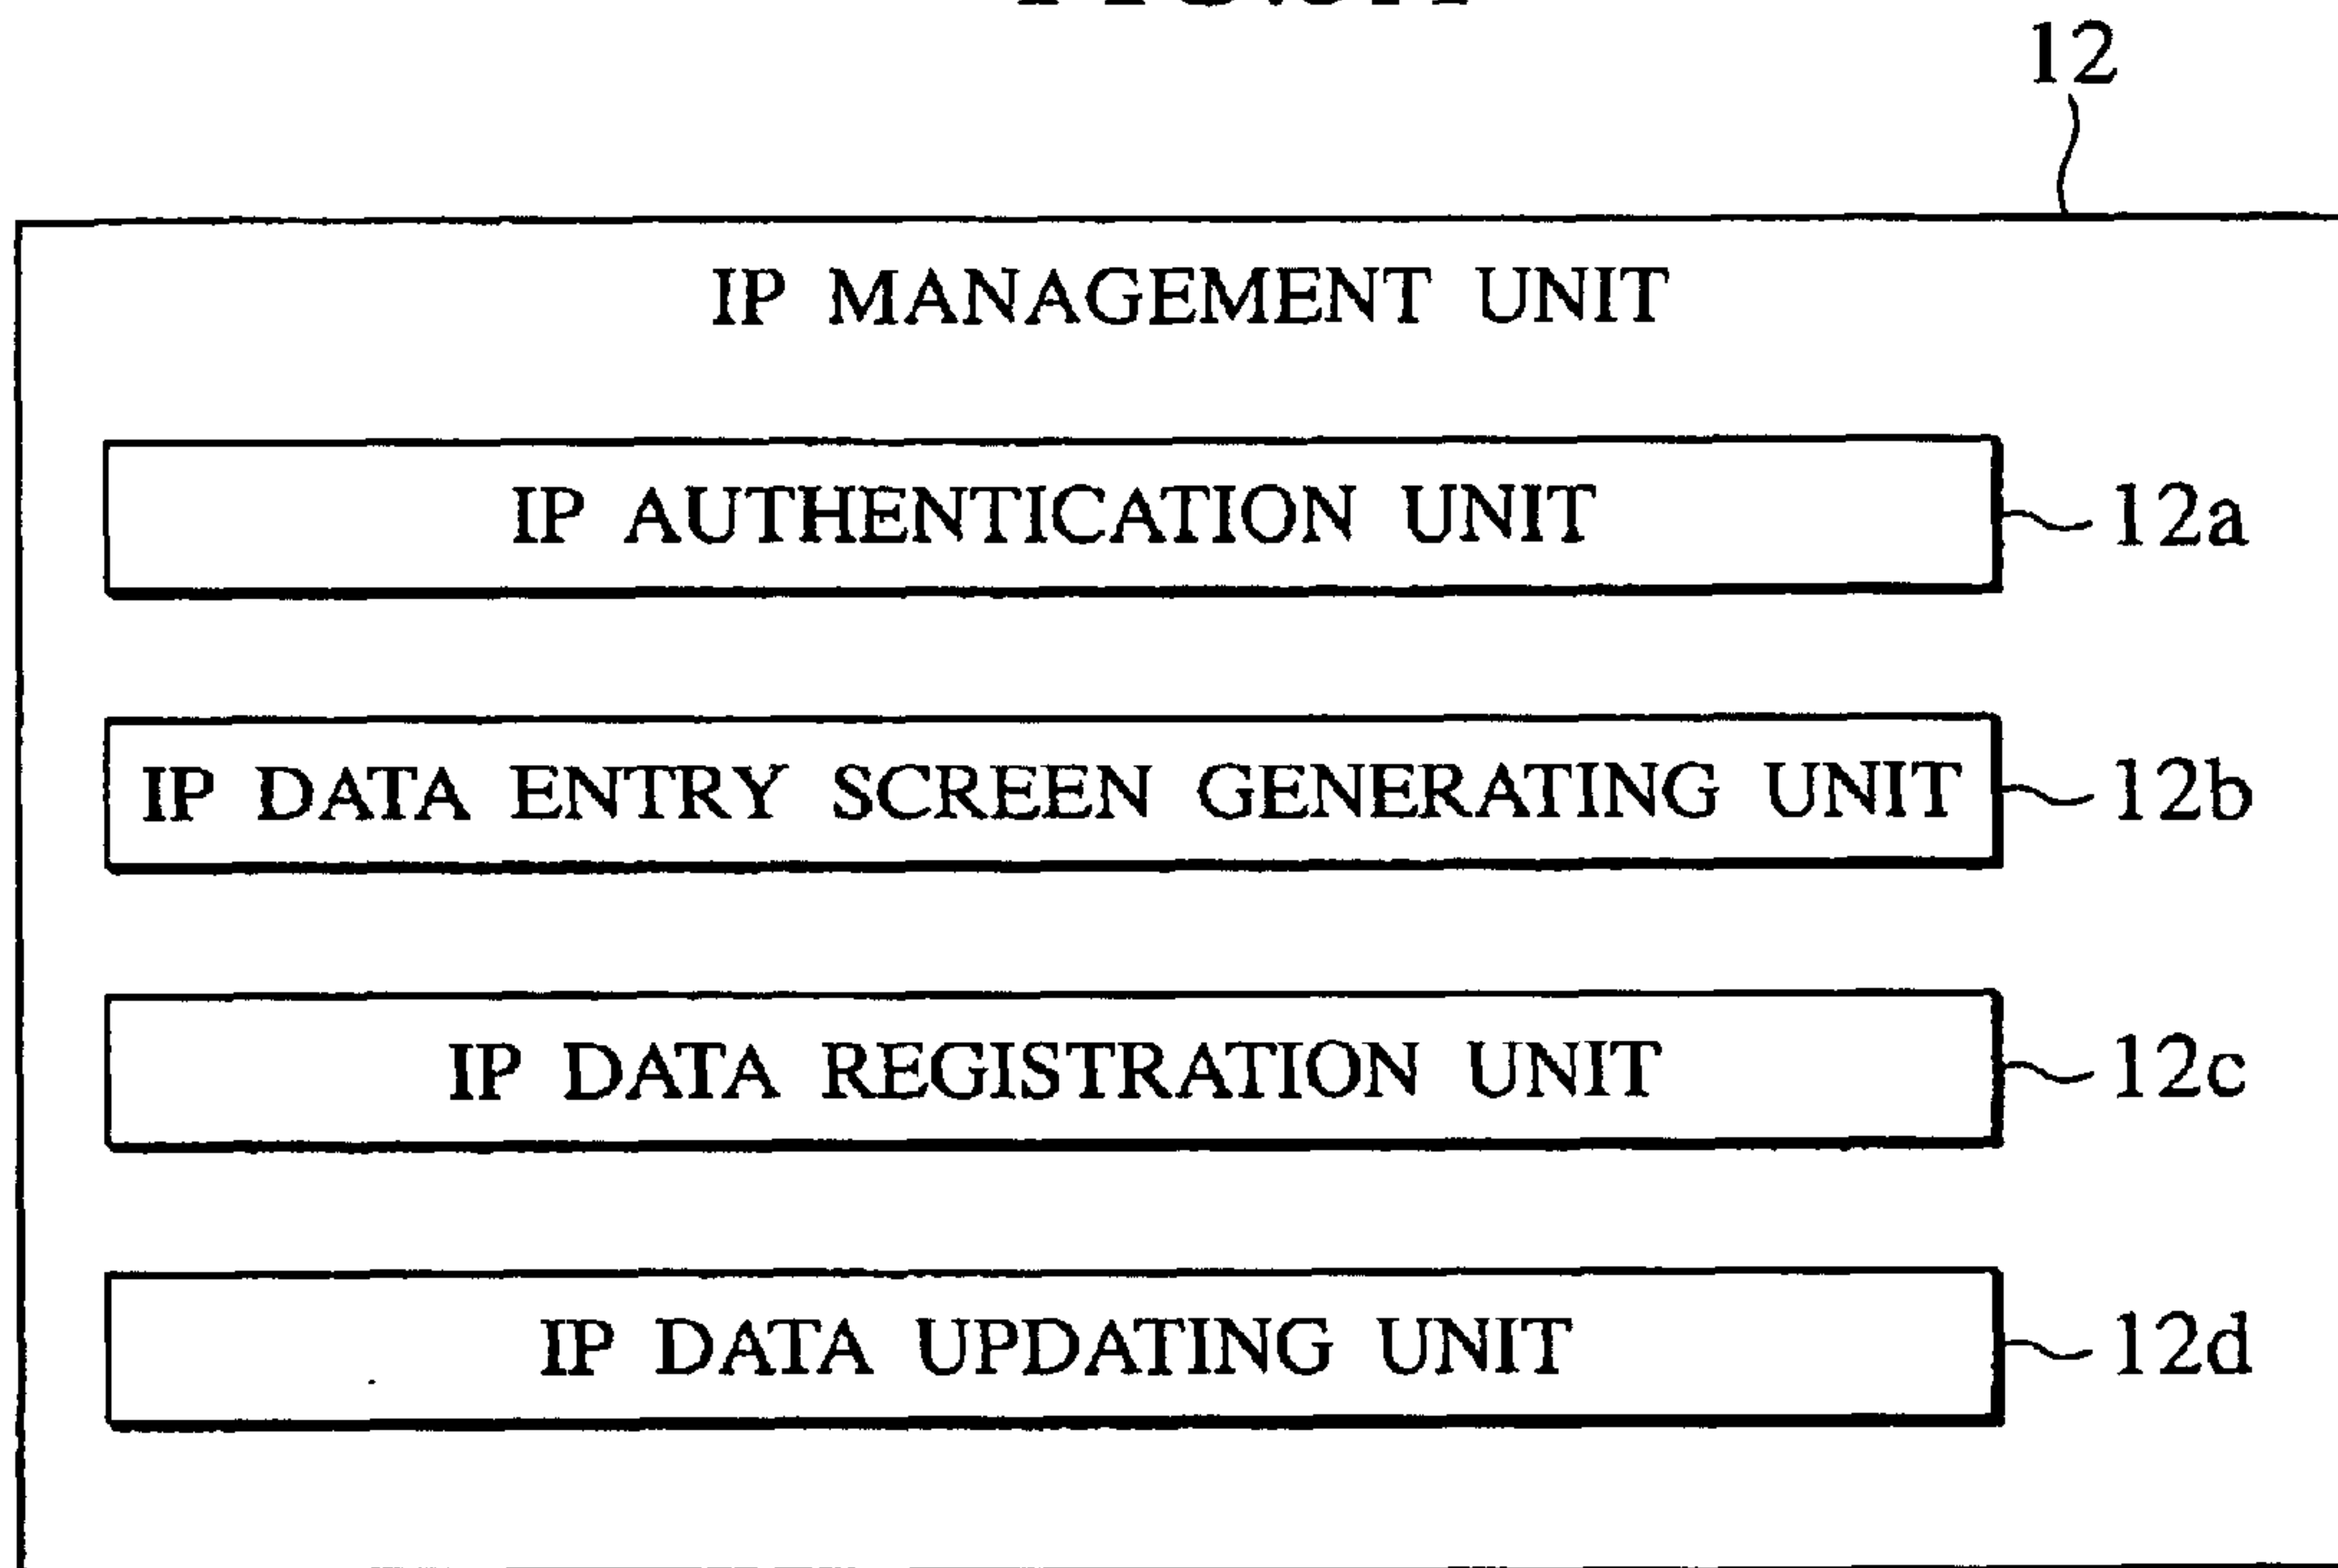 12
IP MANAGEMENT UNIT
IP AUTHENTICATION UNIT
12a
IP DATA ENTRY SCREEN GENERATING UNIT
12b
IP DATA REGISTRATION UNIT
12c
IP DATA UPDATING UNIT
12d